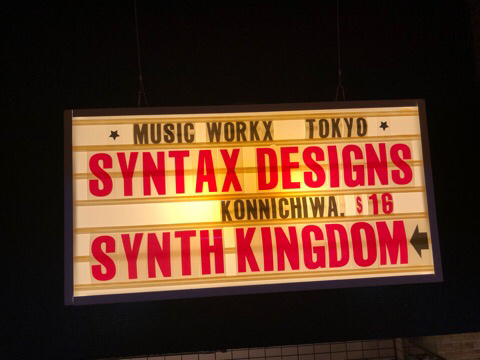 ★ MUSIC WORKX TOKYO ★
SYNTAX DESIGNS
KONNICHIWA. $16
SYNTH KINGDOM